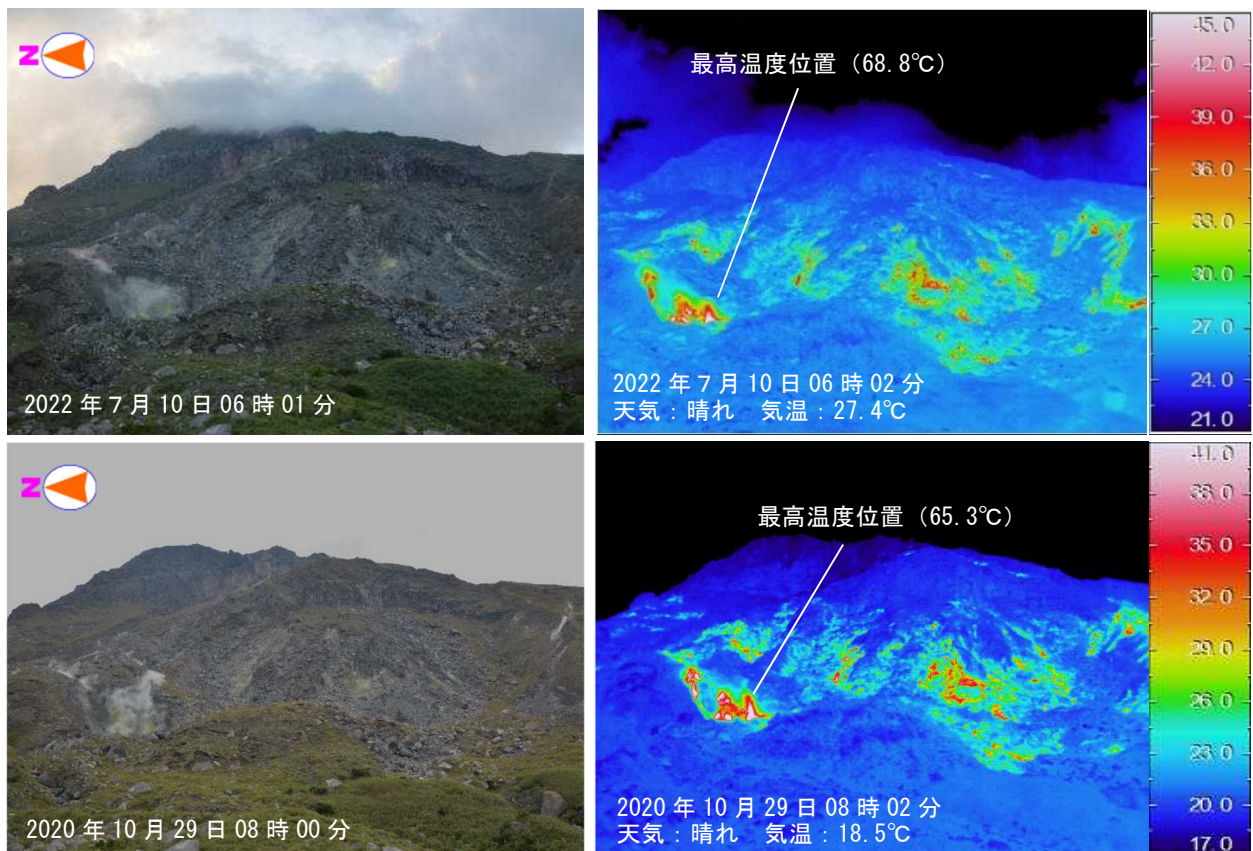 N
2022 年 7 月 10 日 06 時 01 分
最高温度位置（68.8℃）
2022 年 7 月 10 日 06 時 02 分
天気：晴れ　気温：27.4℃
45.0
42.0
39.0
36.0
33.0
30.0
27.0
24.0
21.0
N
2020 年 10 月 29 日 08 時 00 分
最高温度位置（65.3℃）
2020 年 10 月 29 日 08 時 02 分
天気：晴れ　気温：18.5℃
41.0
38.0
35.0
32.0
29.0
26.0
23.0
20.0
17.0